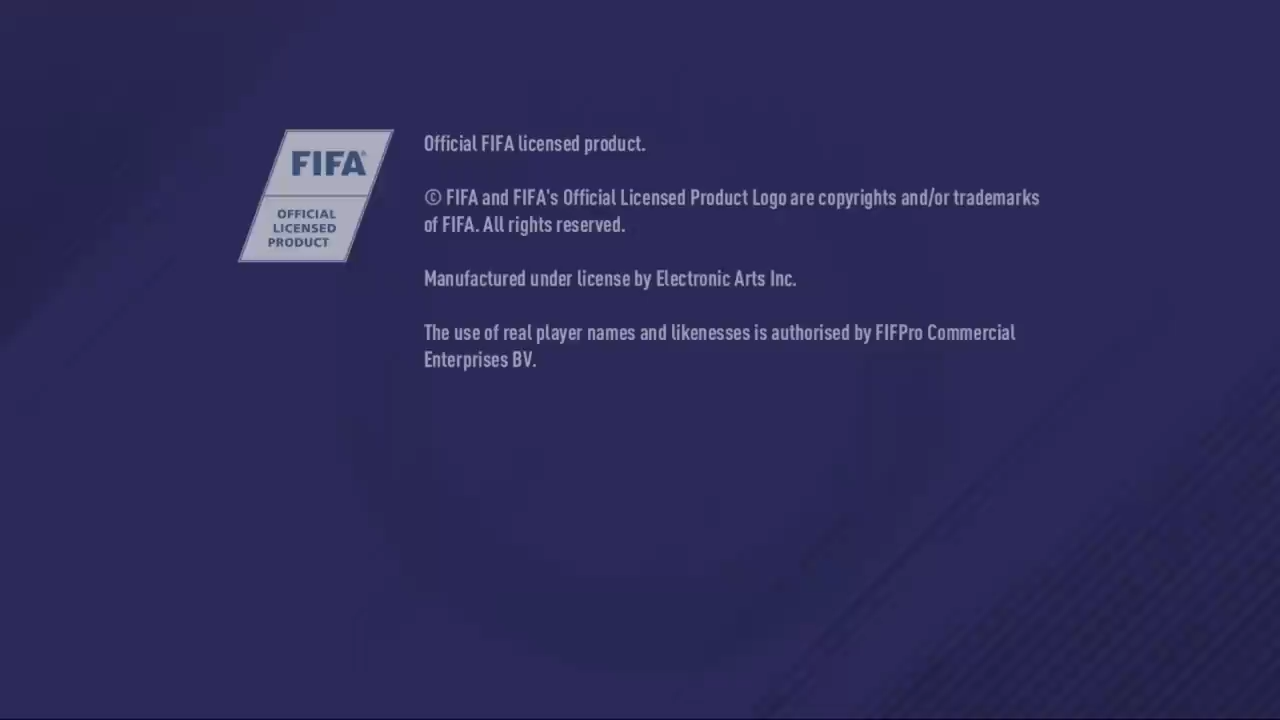 FIFA
OFFICIAL
LICENSED
PRODUCT
Official FIFA licensed product.
© FIFA and FIFA's Official Licensed Product Logo are copyrights and/or trademarks
of FIFA. All rights reserved.
Manufactured under license by Electronic Arts Inc.
The use of real player names and likenesses is authorised by FIFPro Commercial
Enterprises BV.